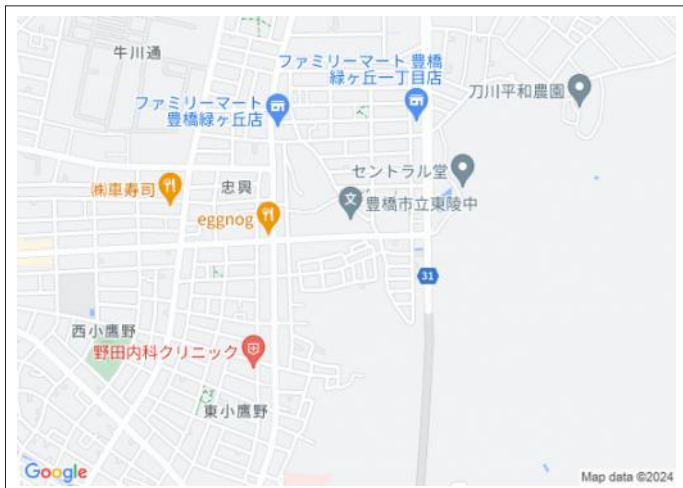 牛川通
ファミリーマート 豊橋
緑ヶ丘一丁目店
刀川平和農園
ファミリーマート
豊橋緑ヶ丘店
セントラル堂
㈱車寿司
忠興
豊橋市立東陵中
eggnog
31
西小鷹野
野田内科クリニック
東小鷹野
Google
Map data ©2024